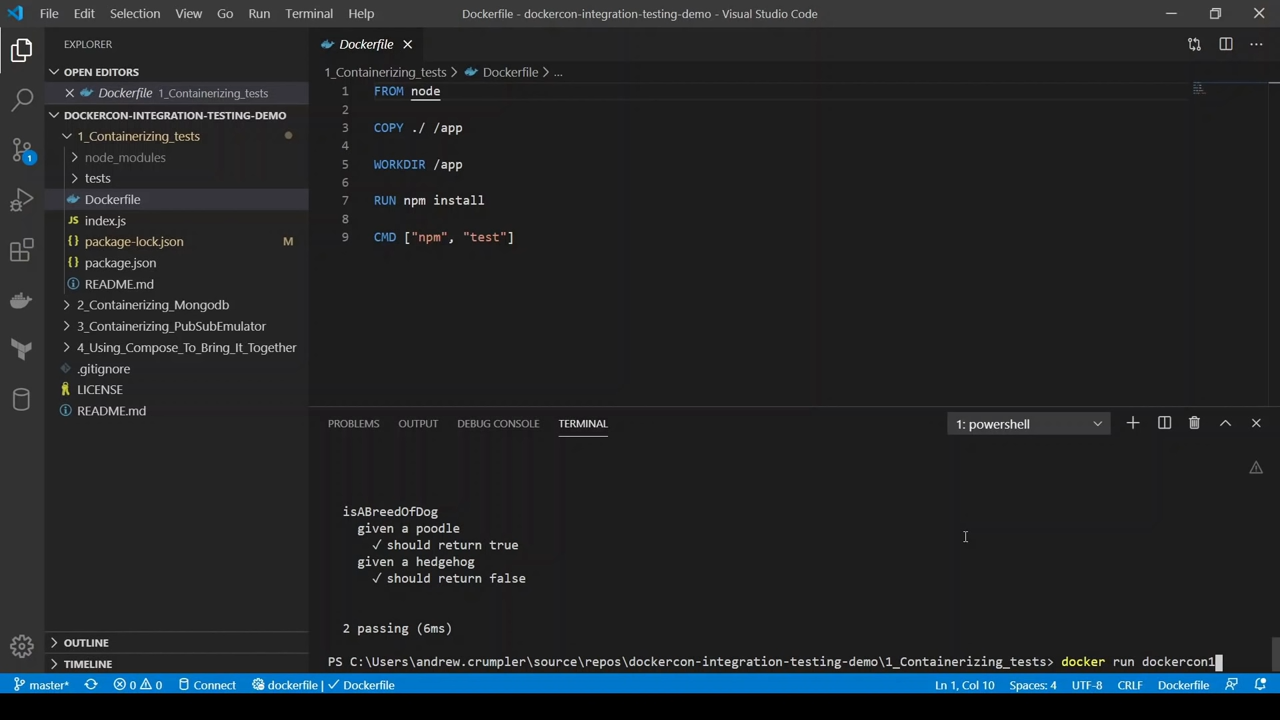 File Edit Selection View Go Run Terminal Help
Dockerfile - dockercon-integration-testing-demo - Visual Studio Code
EXPLORER
OPEN EDITORS
Dockerfile 1_Containerizing_tests
DOCKERCON-INTEGRATION-TESTING-DEMO
1_Containerizing_tests
node_modules
tests
Dockerfile
index.js
package-lock.json M
package.json
README.md
2_Containerizing_Mongodb
3_Containerizing_PubSubEmulator
4_Using_Compose_To_Bring_It_Together
.gitignore
LICENSE
README.md
OUTLINE
TIMELINE
1
Dockerfile
1_Containerizing_tests > Dockerfile > ...
1 FROM node
2
3 COPY ./ /app
4
5 WORKDIR /app
6
7 RUN npm install
8
9 CMD ["npm", "test"]
PROBLEMS OUTPUT DEBUG CONSOLE TERMINAL
1: powershell
isABreedOfDog
given a poodle
✓ should return true
given a hedgehog
✓ should return false
2 passing (6ms)
PS C:\Users\andrew.crumpler\source\repos\dockercon-integration-testing-demo\1_Containerizing_tests> docker run dockercon1
master* 0 0 Connect dockerfile | Dockerfile Ln 1, Col 10 Spaces: 4 UTF-8 CRLF Dockerfile